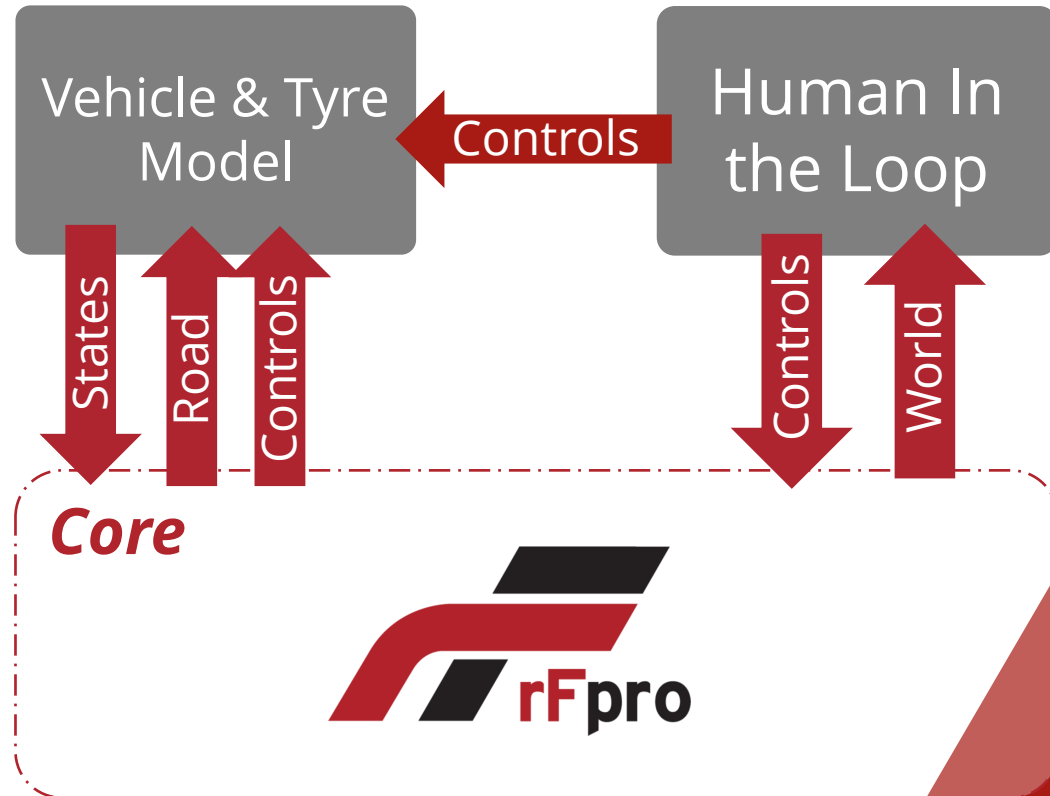 Vehicle & Tyre
Model
Controls
Human In
the Loop
States
Road
Controls
Controls
World
Core
rFpro